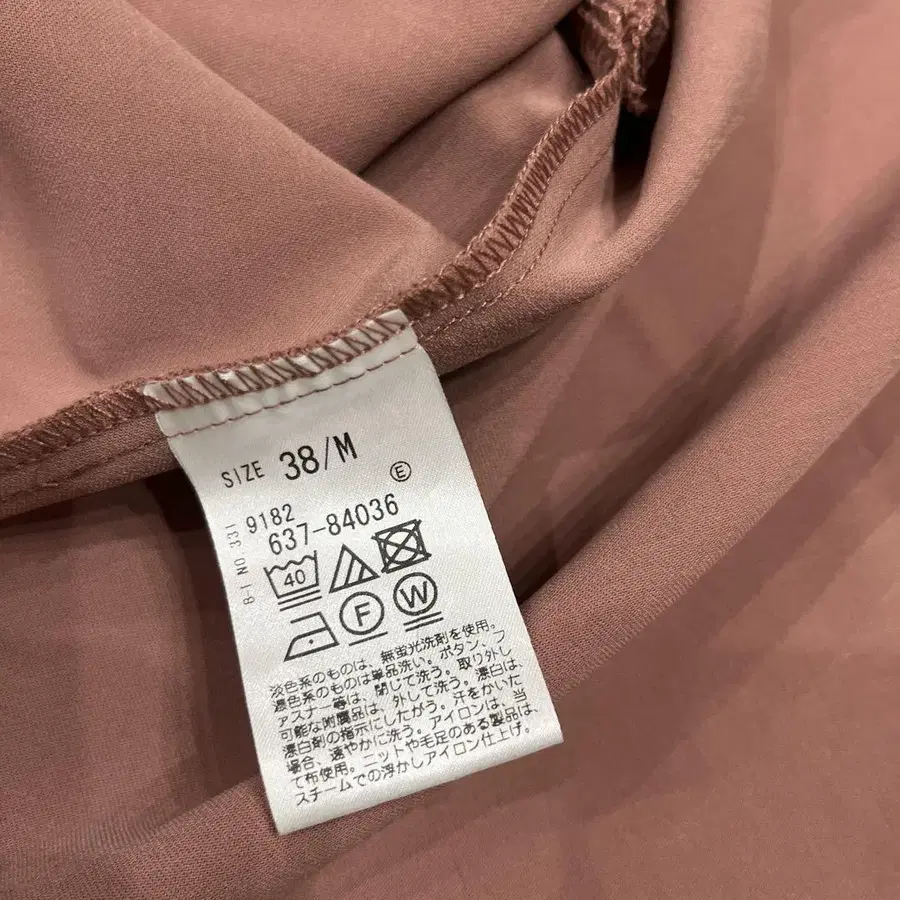 SIZE 38/M
E
9182
637-84036
8-I NO.331
40
F W
淡色系のものは、無蛍光洗剤を使用。
濃色系のものは単品洗い。ボタン、フ
ァスナー等は、閉じて洗う。取り外し
可能な附属品は、外して洗う。漂白は、
漂白剤の指示にしたがう。汗をかいた
場合、速やかに洗う。アイロンは、当
て布使用。ニットや毛足のある製品は、
スチームでの浮かしアイロン仕上げ。